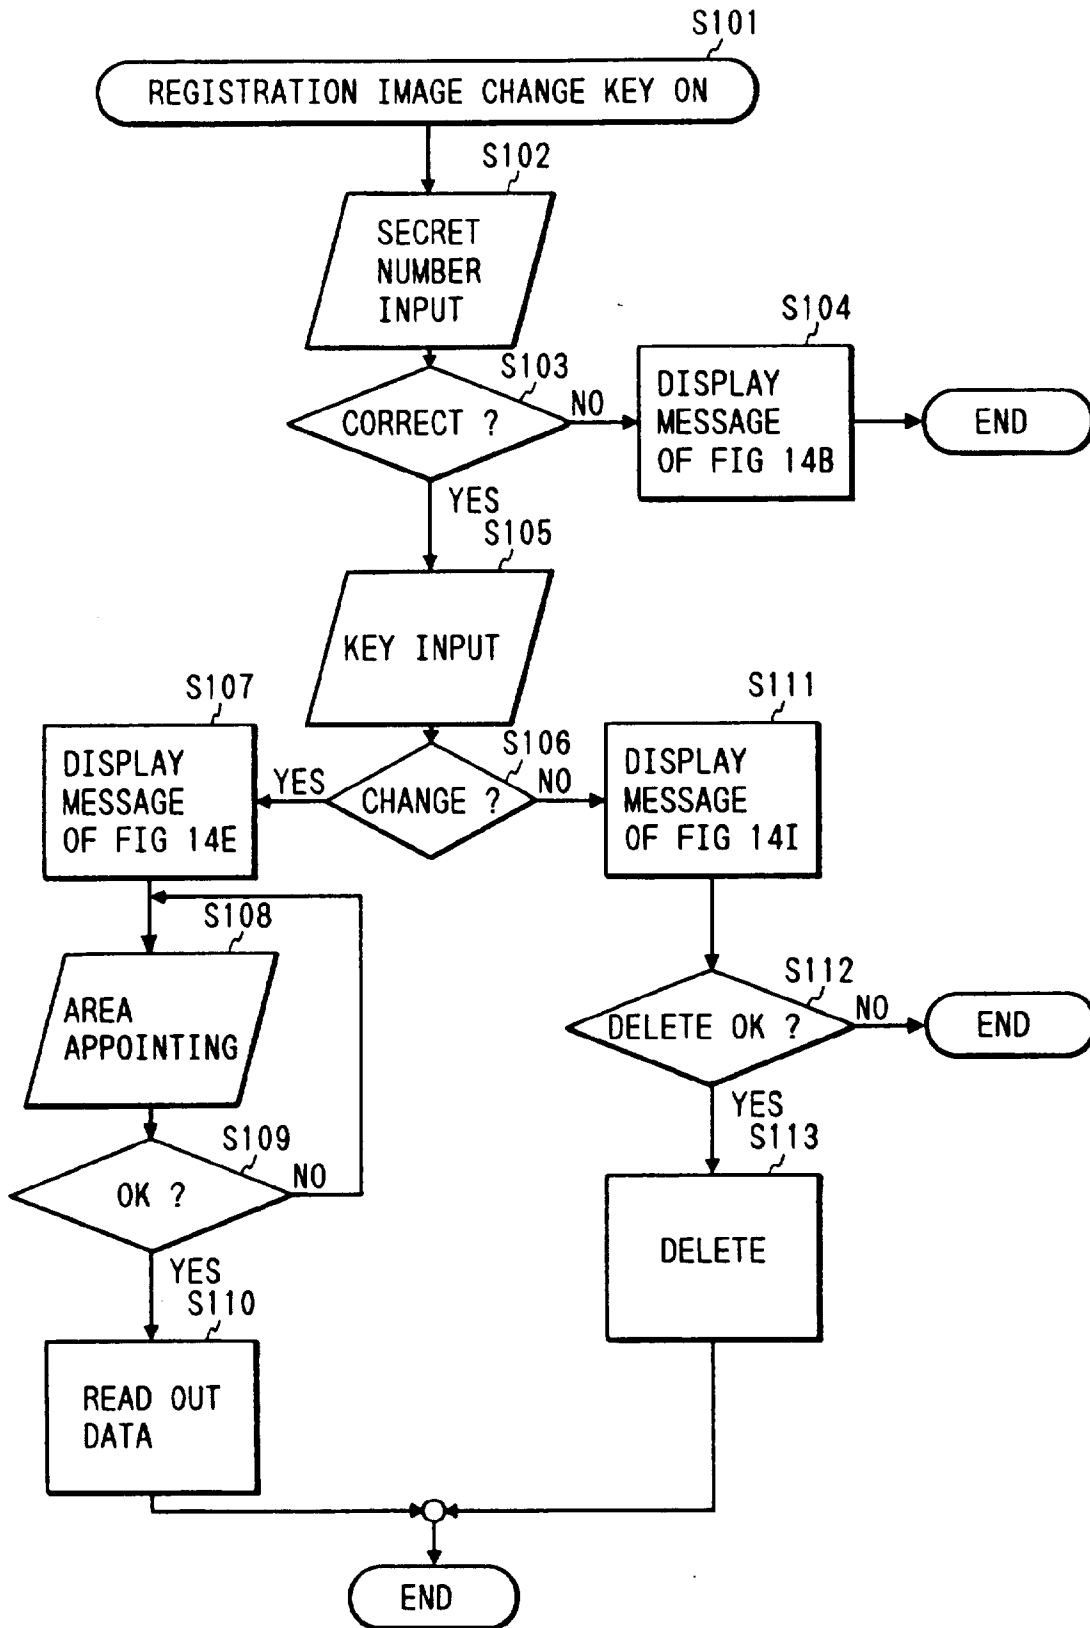 S101
REGISTRATION IMAGE CHANGE KEY ON
S102
SECRET
NUMBER
INPUT
S103
CORRECT ?
NO
S104
DISPLAY
MESSAGE
OF FIG 14B
END
YES
S105
KEY INPUT
S106
CHANGE ?
YES
NO
S107
DISPLAY
MESSAGE
OF FIG 14E
S108
AREA
APPOINTING
S109
OK ?
NO
YES
S110
READ OUT
DATA
S111
DISPLAY
MESSAGE
OF FIG 14I
S112
DELETE OK ?
NO
END
YES
S113
DELETE
END